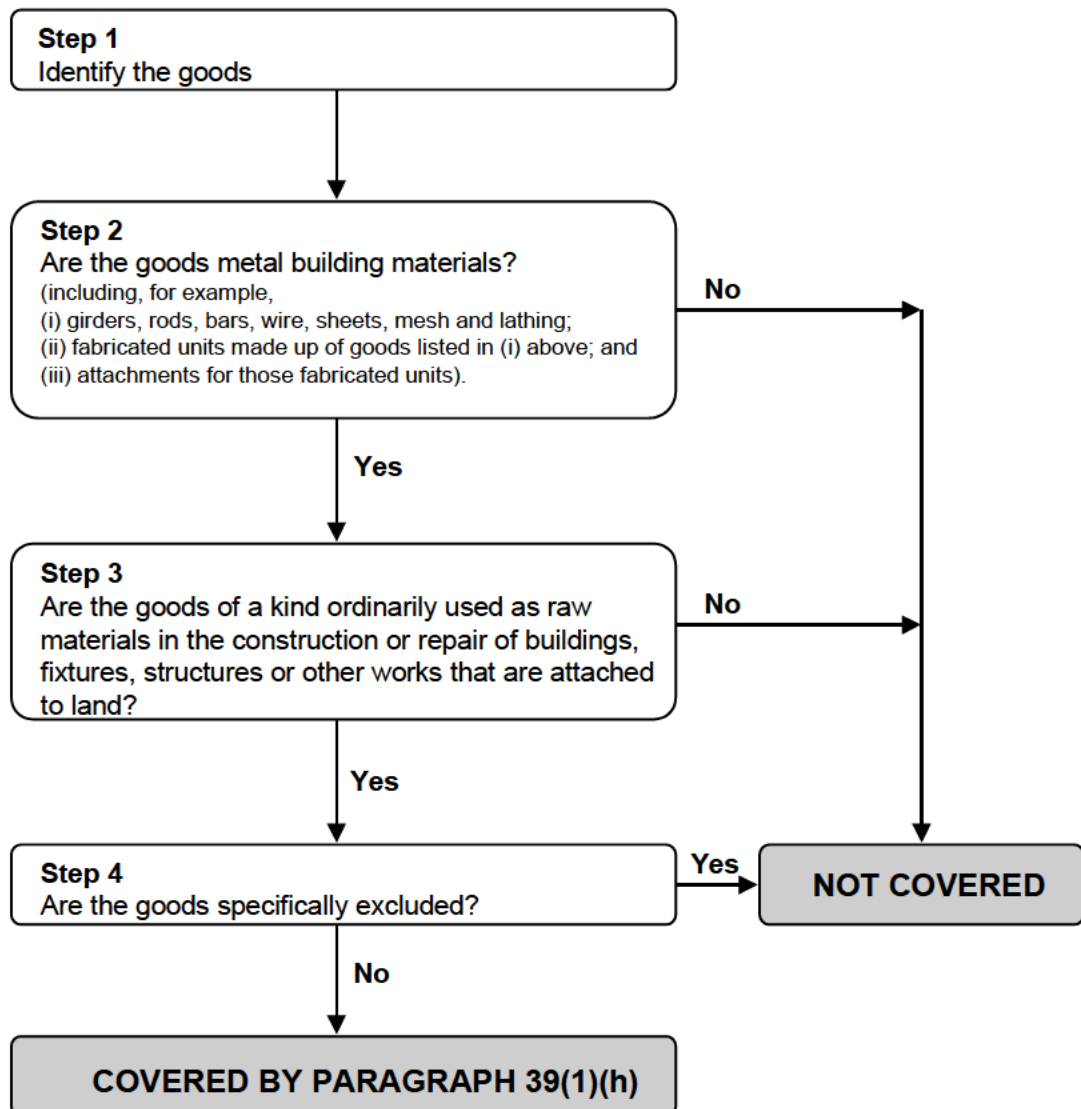 Step 1
Identify the goods
Step 2
Are the goods metal building materials?
(including, for example,
(i) girders, rods, bars, wire, sheets, mesh and lathing;
(ii) fabricated units made up of goods listed in (i) above; and
(iii) attachments for those fabricated units).
No
Yes
Step 3
Are the goods of a kind ordinarily used as raw
materials in the construction or repair of buildings,
fixtures, structures or other works that are attached
to land?
No
Yes
Step 4
Are the goods specifically excluded?
Yes
NOT COVERED
No
COVERED BY PARAGRAPH 39(1)(h)